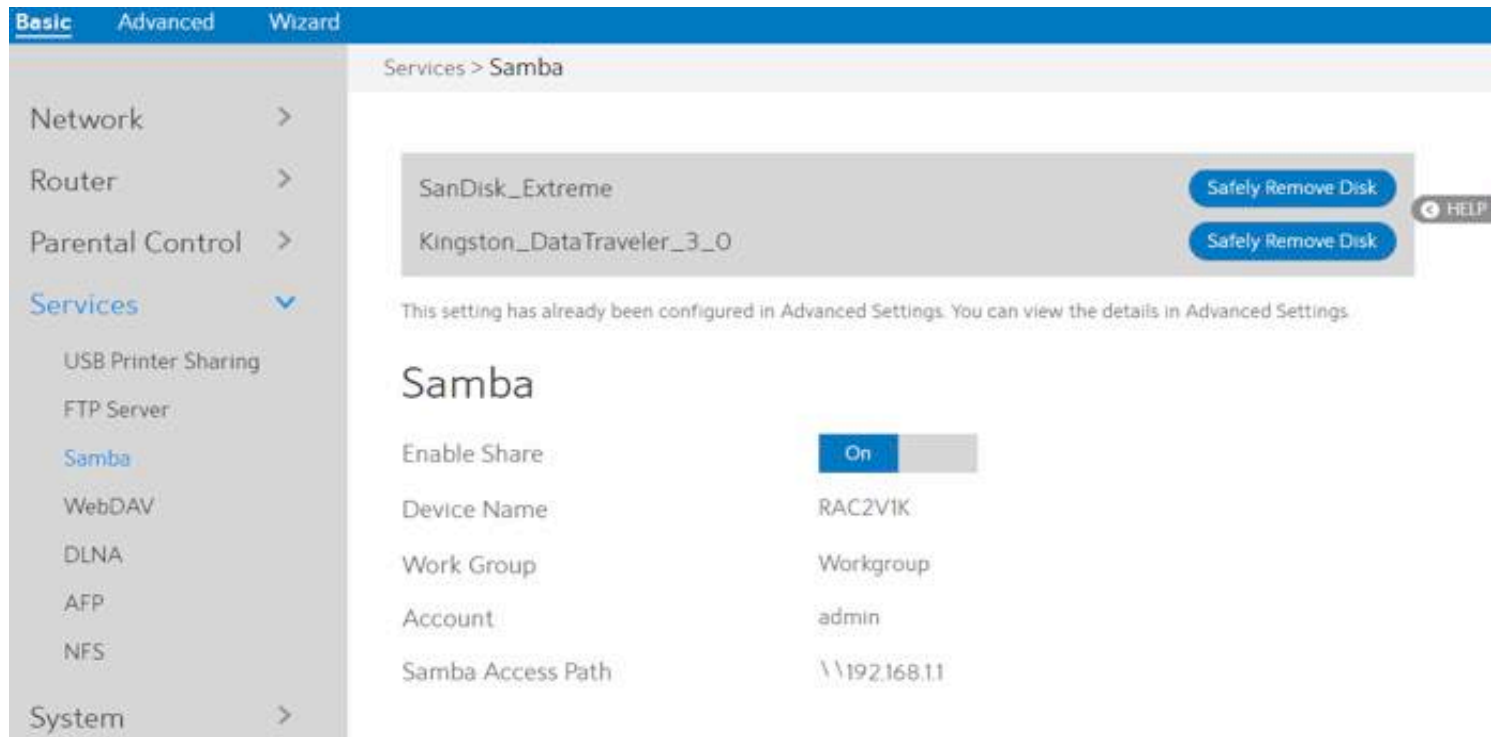 Basic Advanced Wizard
Services > Samba
Network
Router
Parental Control
Services
USB Printer Sharing
FTP Server
Samba
WebDAV
DLNA
AFP
NFS
System
SanDisk_Extreme Safely Remove Disk
Kingston_DataTraveler_3_0 Safely Remove Disk
HELP
This setting has already been configured in Advanced Settings. You can view the details in Advanced Settings.
Samba
Enable Share On
Device Name RAC2V1K
Work Group Workgroup
Account admin
Samba Access Path \\192.168.1.1